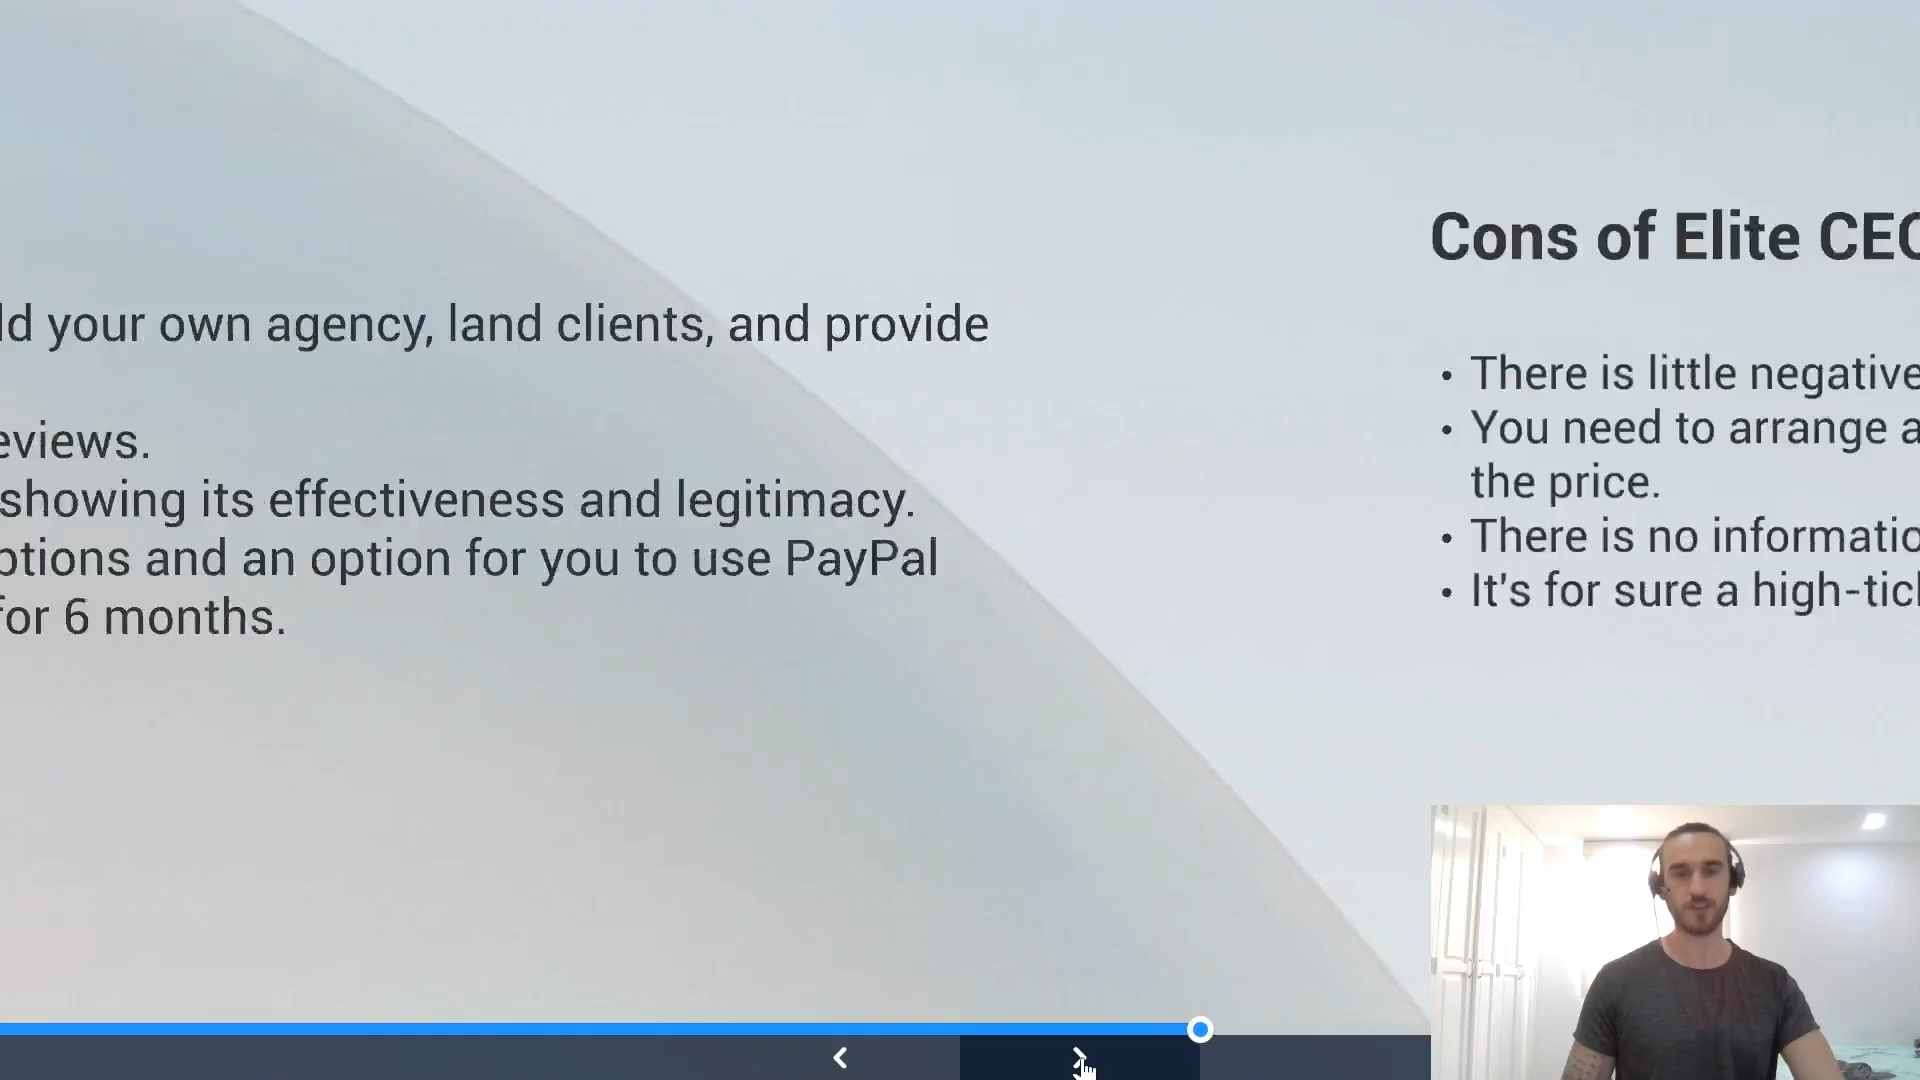 ld your own agency, land clients, and provide
eviews.
showing its effectiveness and legitimacy.
ptions and an option for you to use PayPal
for 6 months.
Cons of Elite CEO
• There is little negative
• You need to arrange a
the price.
• There is no informatio
• It's for sure a high-tic